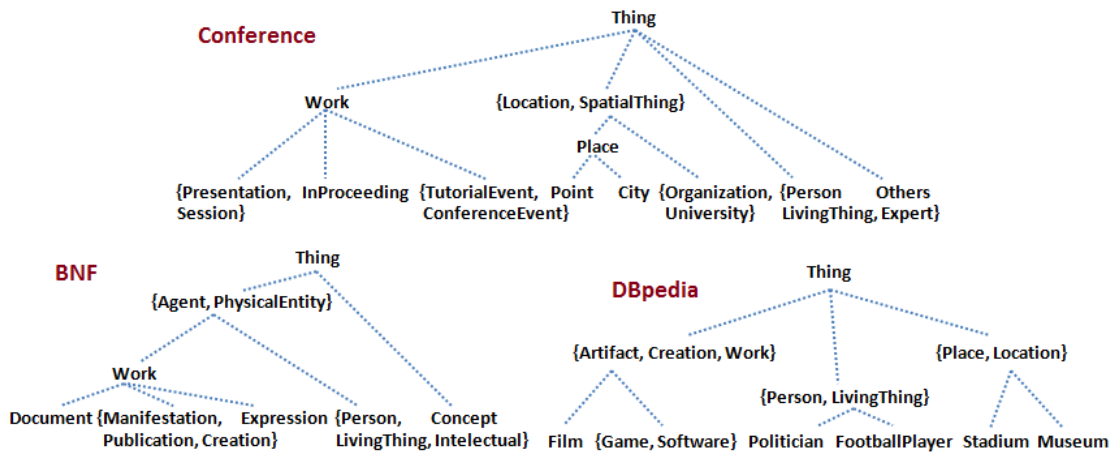 Thing
Conference
Work
{Location, SpatialThing}
Place
{Presentation, Session}
InProceeding
{TutorialEvent, ConferenceEvent}
Point
City
{Organization, University}
{Person LivingThing, Expert}
Others
BNF
Thing
{Agent, PhysicalEntity}
Work
Document
{Manifestation, Publication, Creation}
Expression
{Person, LivingThing, Intelectual}
Concept
DBpedia
Thing
{Artifact, Creation, Work}
{Place, Location}
{Person, LivingThing}
Film
{Game, Software}
Politician
FootballPlayer
Stadium
Museum